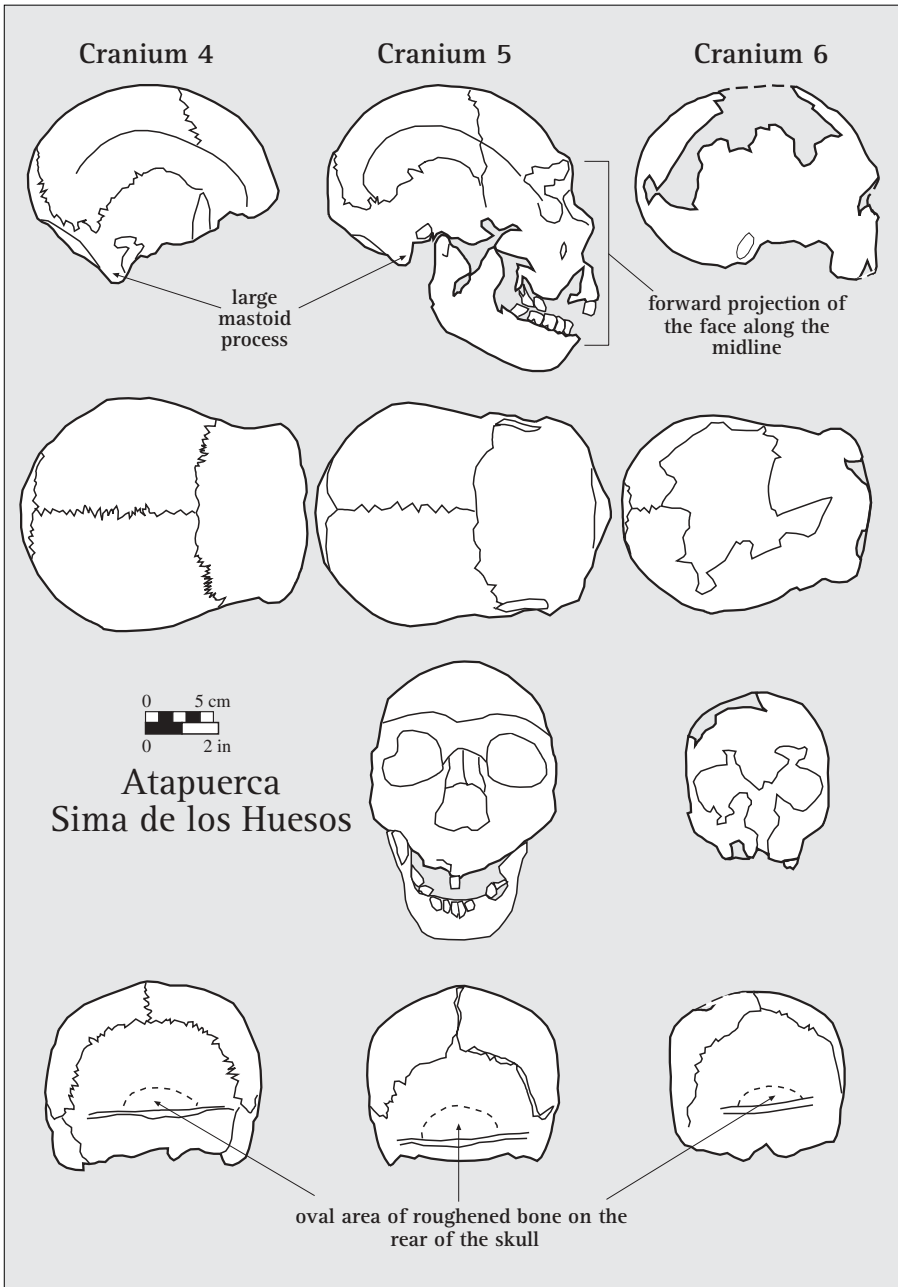 Cranium 4
Cranium 5
Cranium 6
large
mastoid
process
forward projection of
the face along the
midline
0 5 cm
0 2 in
Atapuerca
Sima de los Huesos
oval area of roughened bone on the
rear of the skull